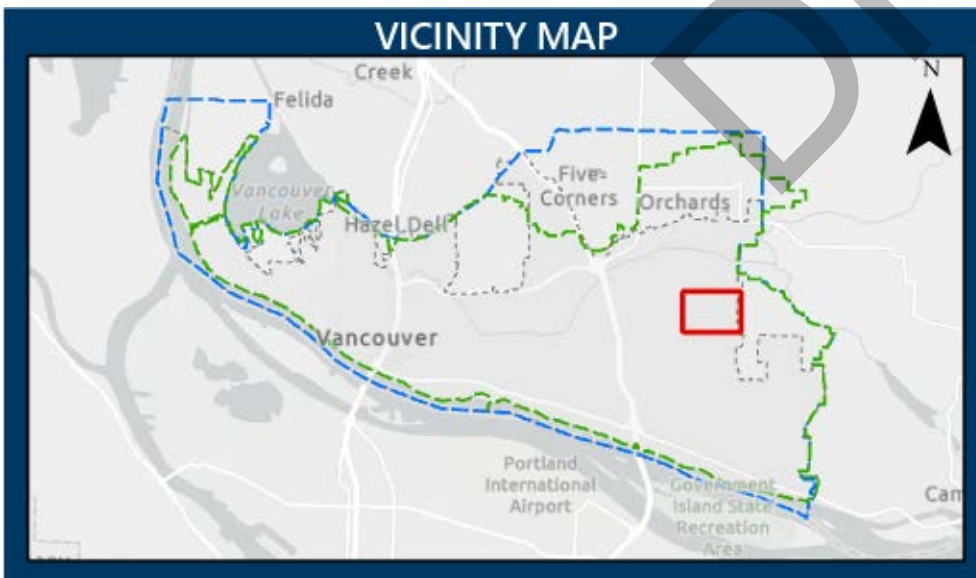 VICINITY MAP
N
Creek
Felida
Vancouver
Lake
Five
Corners
Orchards
Hazel Dell
Vancouver
Portland
International
Airport
Government
Island State
Recreation
Area
Cam